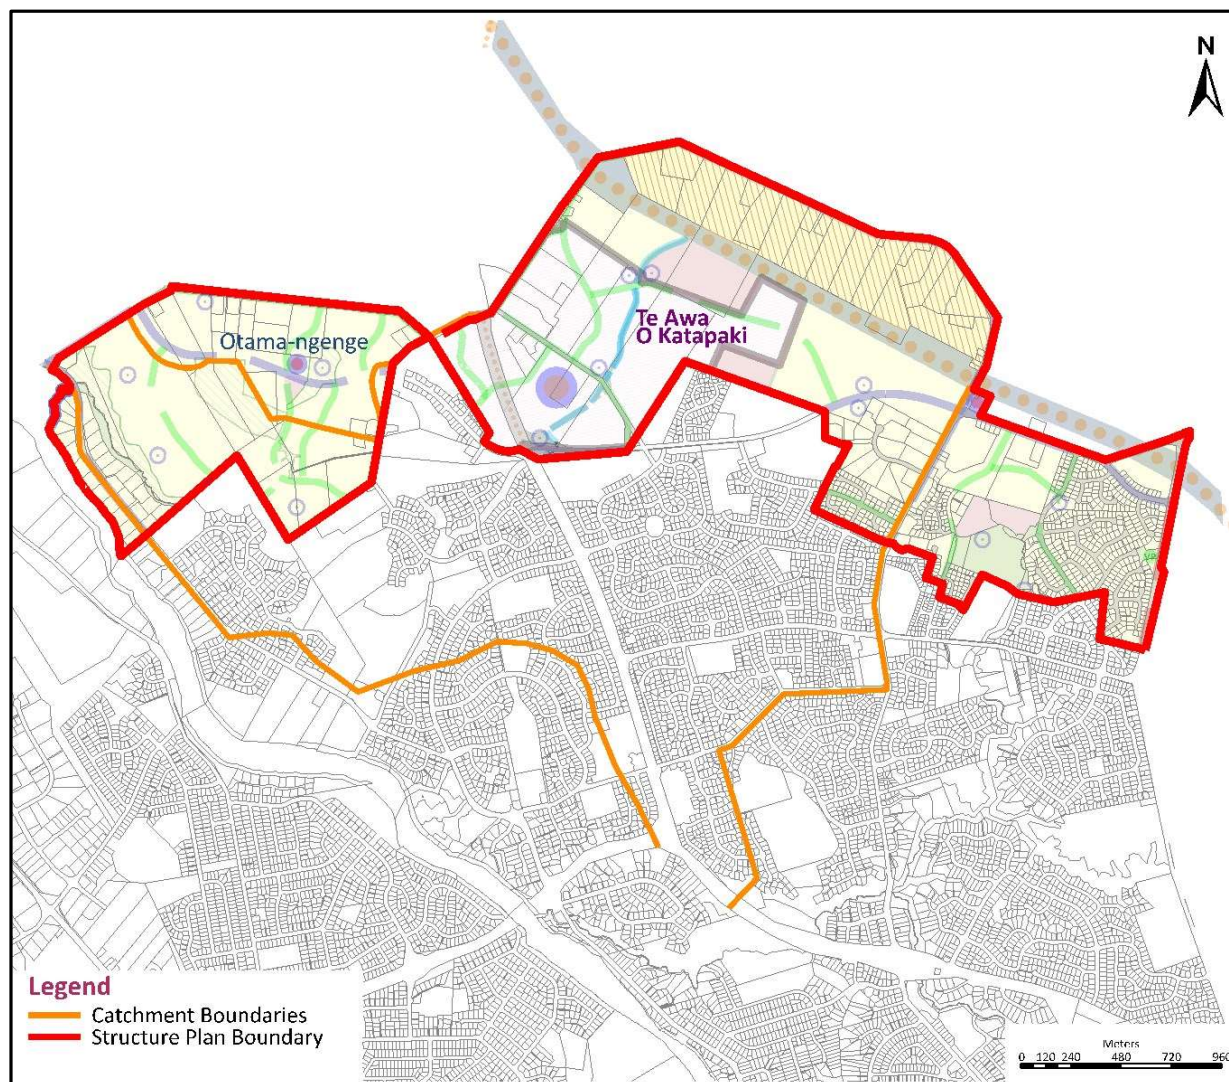 N
Otama-ngenge
Te Awa
O Katapaki
Legend
Catchment Boundaries
Structure Plan Boundary
Meters
0 120 240 480 720 960